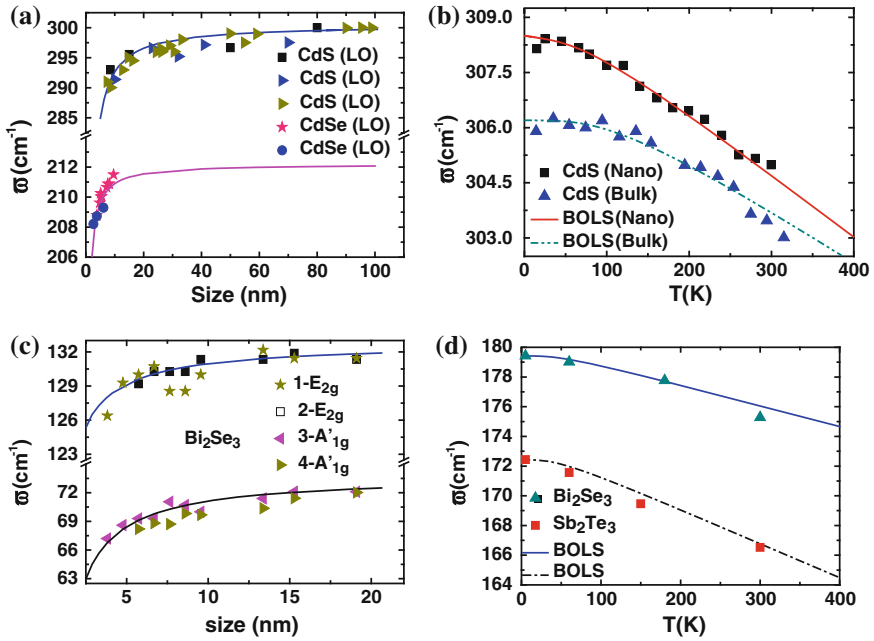 (a)
300
295
290
285
212
210
208
206
ϖ(cm⁻¹)
CdS (LO)
CdS (LO)
CdS (LO)
CdSe (LO)
CdSe (LO)
0 20 40 60 80 100
Size (nm)
(b)
309.0
307.5
306.0
304.5
303.0
ϖ(cm⁻¹)
CdS (Nano)
CdS (Bulk)
BOLS(Nano)
BOLS(Bulk)
0 100 200 300 400
T(K)
(c)
132
129
126
123
72
69
66
63
ϖ(cm⁻¹)
1-E2g
2-E2g
3-A'1g
4-A'1g
Bi2Se3
5 10 15 20
size (nm)
(d)
180
178
176
174
172
170
168
166
164
ϖ(cm⁻¹)
Bi2Se3
Sb2Te3
BOLS
BOLS
0 100 200 300 400
T(K)